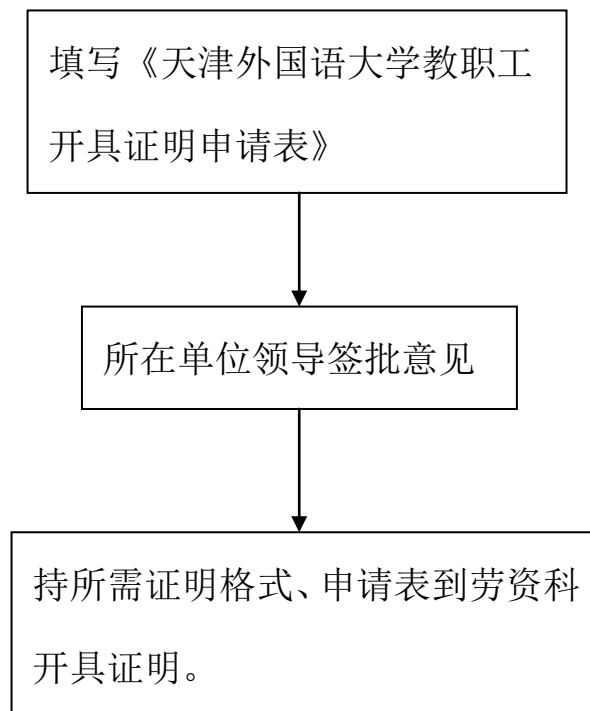 填写《天津外国语大学教职工
开具证明申请表》
所在单位领导签批意见
持所需证明格式、申请表到劳资科
开具证明。